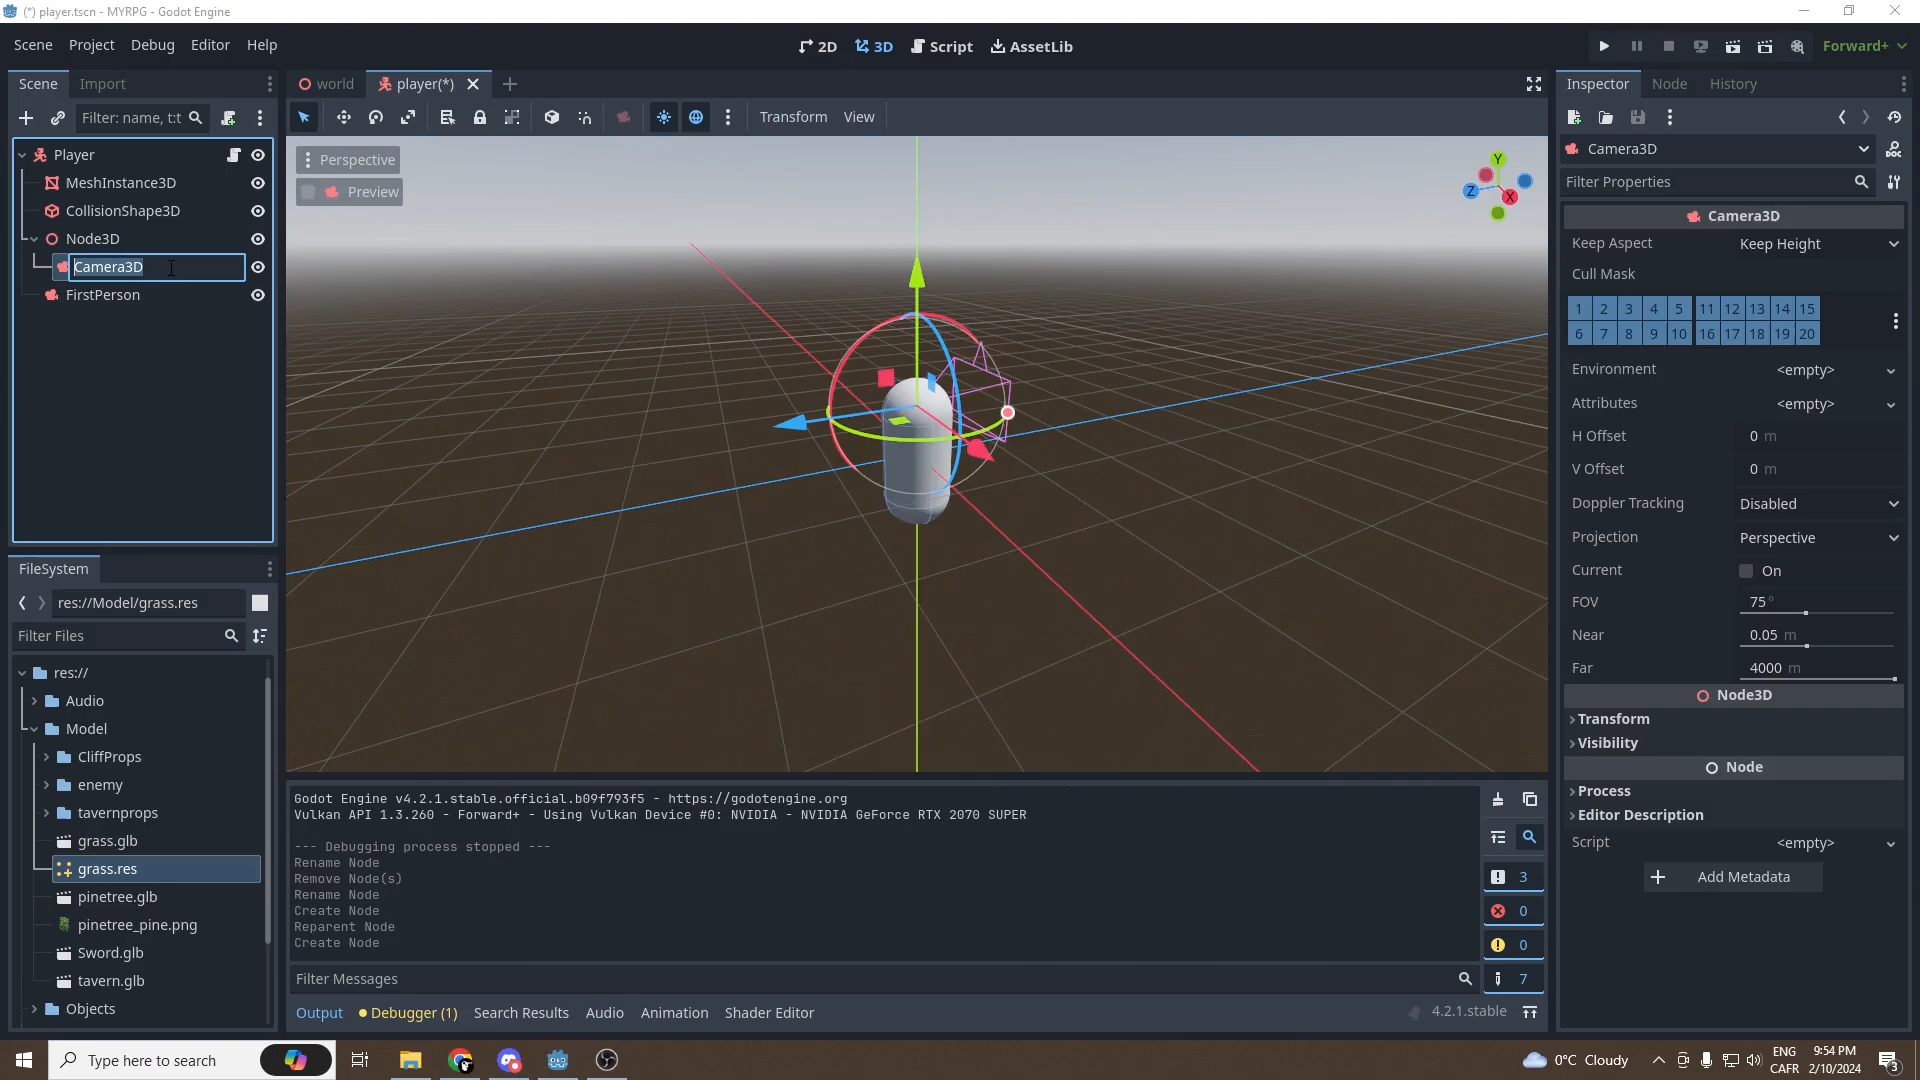 (*) player.tscn - MYRPG - Godot Engine
Scene Project Debug Editor Help
2D 3D Script AssetLib
Forward+
Scene Import
world player(*)
Inspector Node History
Filter: name, t:t
Transform View
Player
MeshInstance3D
CollisionShape3D
Node3D
Camera3D
FirstPerson
Perspective
Preview
Y
Z
X
FileSystem
res://Model/grass.res
Filter Files
res://
Audio
Model
CliffProps
enemy
tavernprops
grass.glb
grass.res
pinetree.glb
pinetree_pine.png
Sword.glb
tavern.glb
Objects
Godot Engine v4.2.1.stable.official.b09f793f5 - https://godotengine.org
Vulkan API 1.3.260 - Forward+ - Using Vulkan Device #0: NVIDIA - NVIDIA GeForce RTX 2070 SUPER
--- Debugging process stopped ---
Rename Node
Remove Node(s)
Rename Node
Create Node
Reparent Node
Create Node
3
0
0
7
Filter Messages
Output Debugger (1) Search Results Audio Animation Shader Editor
4.2.1.stable
Camera3D
Filter Properties
Camera3D
Keep Aspect Keep Height
Cull Mask
1 2 3 4 5 11 12 13 14 15
6 7 8 9 10 16 17 18 19 20
Environment <empty>
Attributes <empty>
H Offset 0 m
V Offset 0 m
Doppler Tracking Disabled
Projection Perspective
Current On
FOV 75 °
Near 0.05 m
Far 4000 m
Node3D
Transform
Visibility
Node
Process
Editor Description
Script <empty>
Add Metadata
Type here to search
0°C Cloudy
ENG
CAFR
9:54 PM
2/10/2024
3